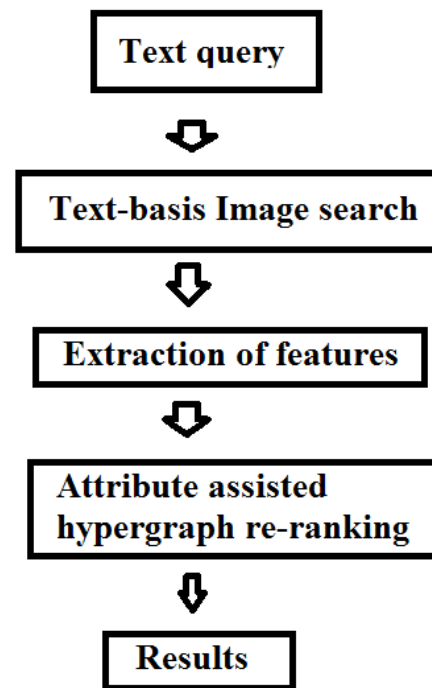 Text query
Text-basis Image search
Extraction of features
Attribute assisted
hypergraph re-ranking
Results